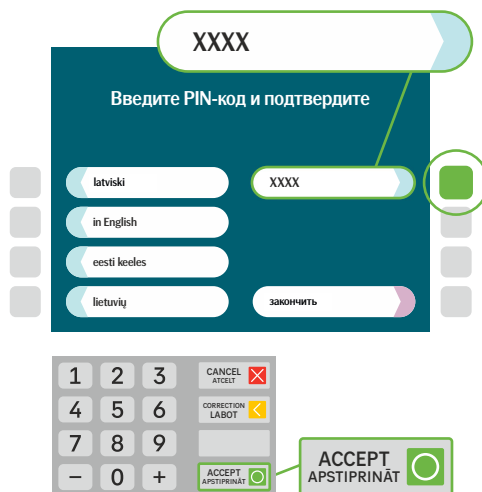 XXXX
Введите PIN-код и подтвердите
latviski
XXXX
in English
eesti keeles
lietuvių
закончить
1 2 3
CANCEL
ATCELT
4 5 6
CORRECTION
LABOT
7 8 9
− 0 +
ACCEPT
APSTIPRINĀT
ACCEPT
APSTIPRINĀT